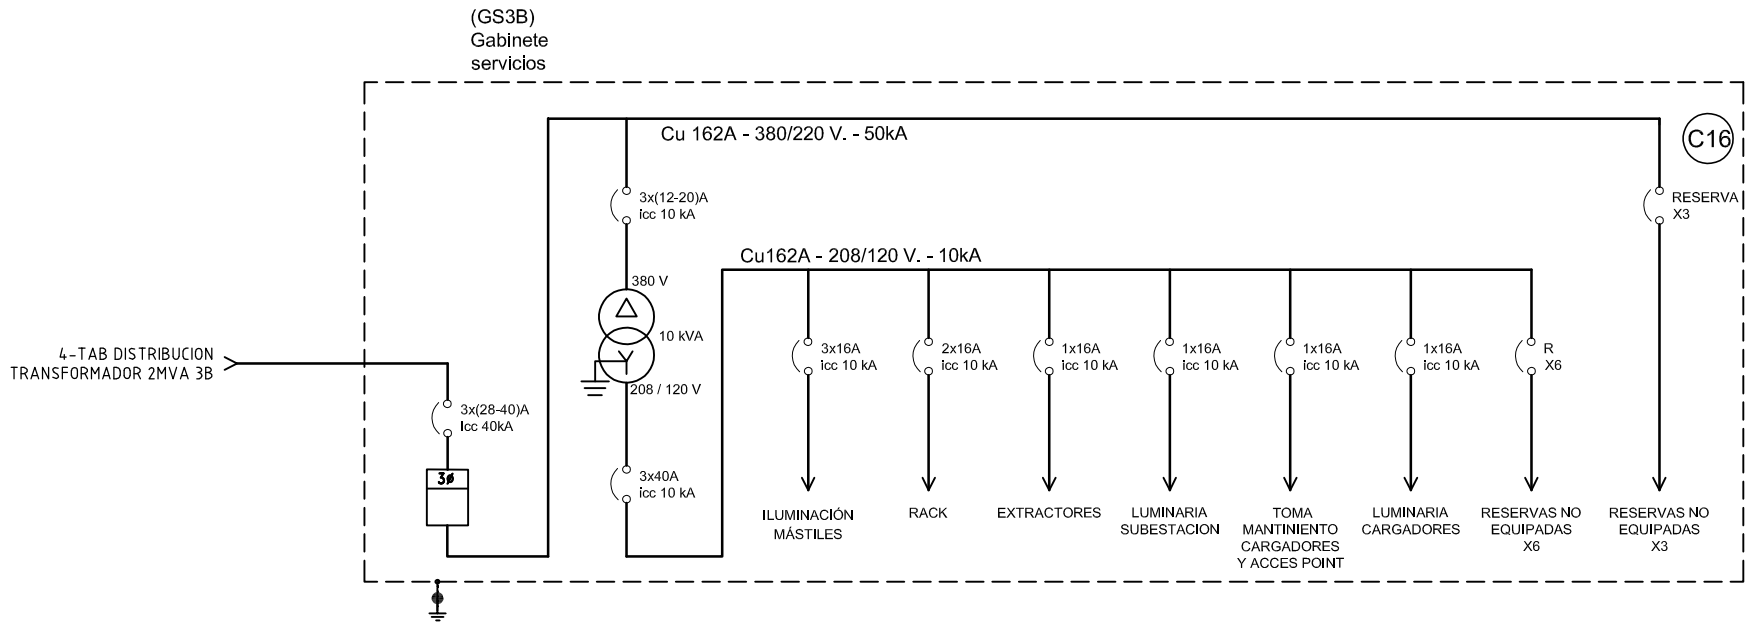 (GS3B)
Gabinete
servicios
Cu 162A - 380/220 V. - 50kA
C16
3x(12-20)A
icc 10 kA
RESERVA
X3
Cu162A - 208/120 V. - 10kA
380 V
10 kVA
208 / 120 V
4-TAB DISTRIBUCION
TRANSFORMADOR 2MVA 3B
3x(28-40)A
Icc 40kA
3ø
3x40A
icc 10 kA
3x16A
icc 10 kA
2x16A
icc 10 kA
1x16A
icc 10 kA
1x16A
icc 10 kA
1x16A
icc 10 kA
1x16A
icc 10 kA
R
X6
ILUMINACIÓN
MÁSTILES
RACK
EXTRACTORES
LUMINARIA
SUBESTACION
TOMA
MANTINIENTO
CARGADORES
Y ACCES POINT
LUMINARIA
CARGADORES
RESERVAS NO
EQUIPADAS
X6
RESERVAS NO
EQUIPADAS
X3